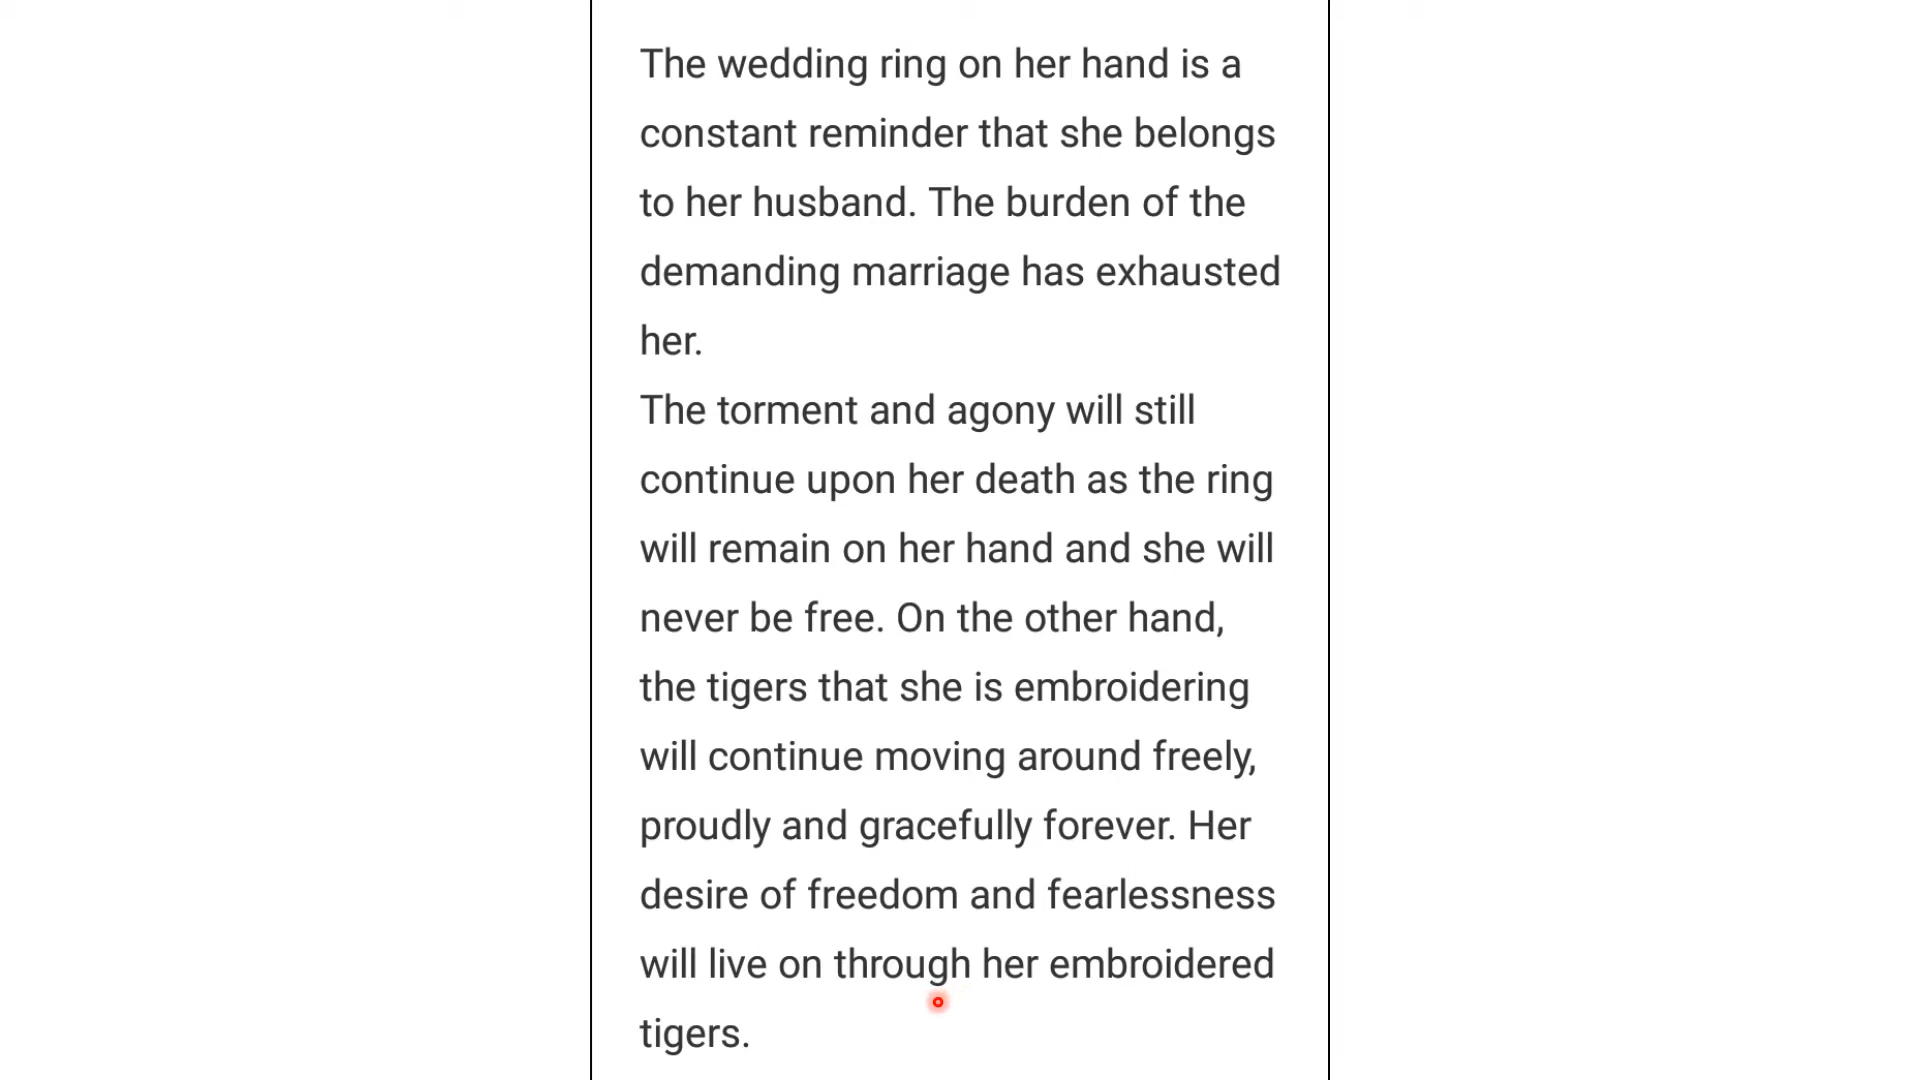 The wedding ring on her hand is a
constant reminder that she belongs
to her husband. The burden of the
demanding marriage has exhausted
her.
The torment and agony will still
continue upon her death as the ring
will remain on her hand and she will
never be free. On the other hand,
the tigers that she is embroidering
will continue moving around freely,
proudly and gracefully forever. Her
desire of freedom and fearlessness
will live on through her embroidered
tigers.